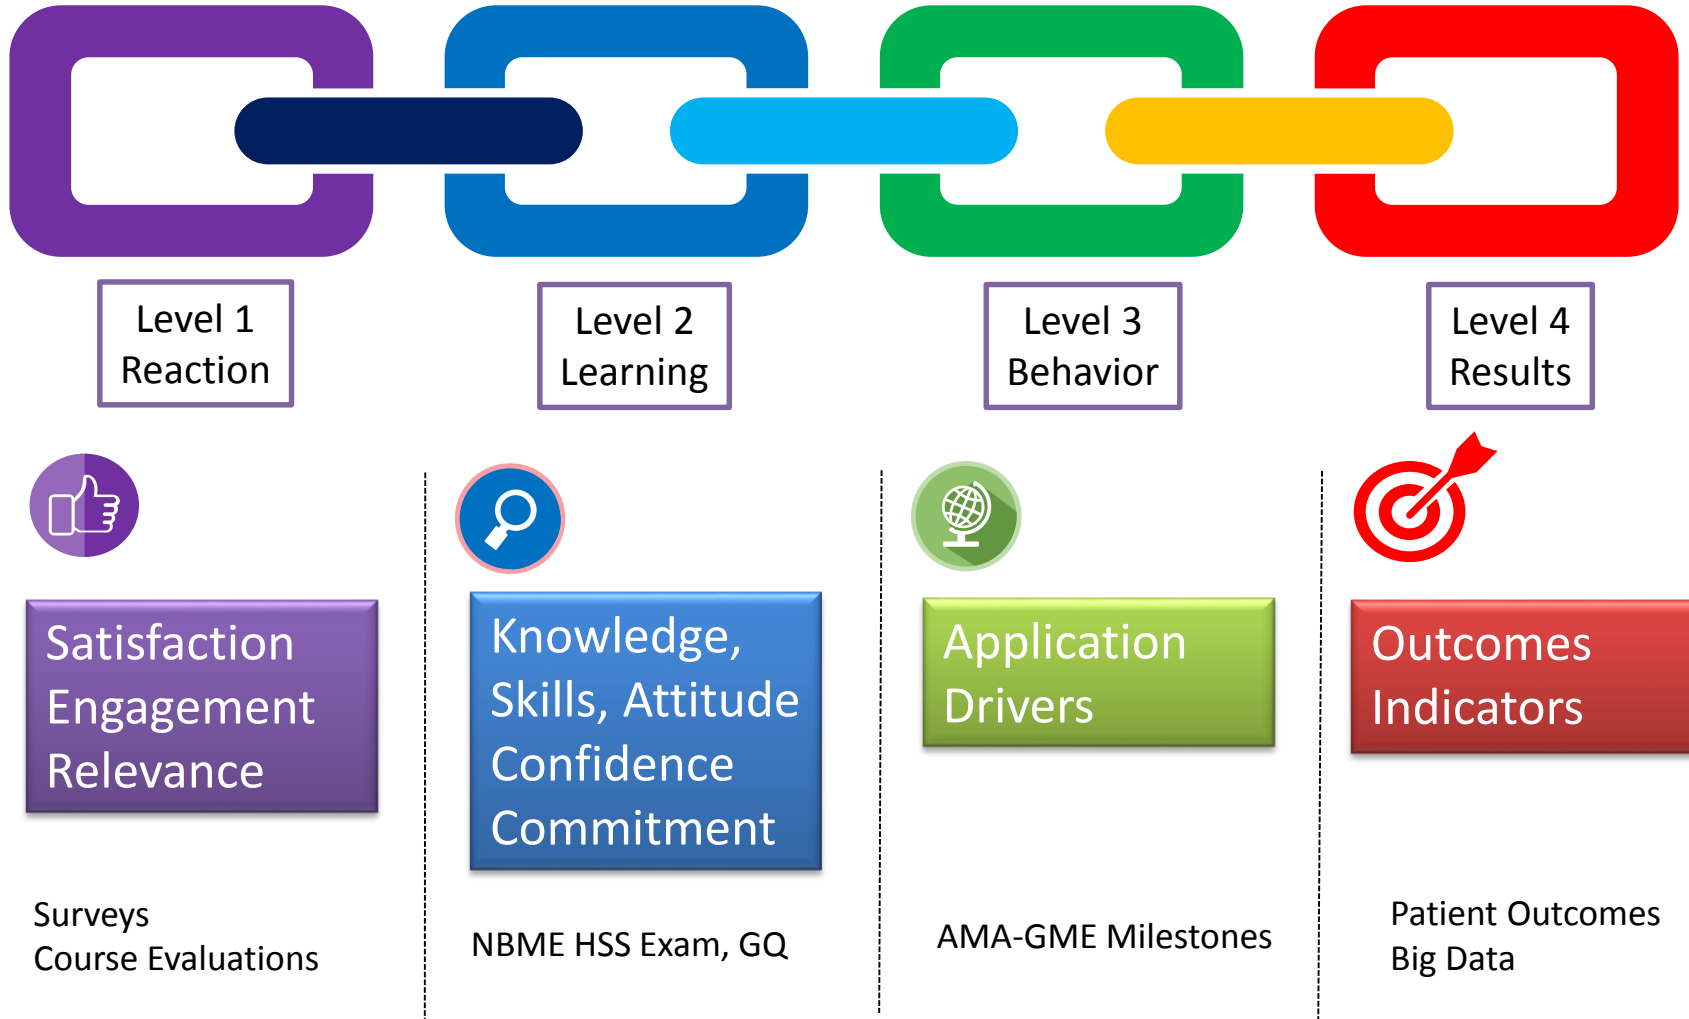 Level 1
Reaction
Level 2
Learning
Level 3
Behavior
Level 4
Results
Satisfaction
Engagement
Relevance
Knowledge,
Skills, Attitude
Confidence
Commitment
Application
Drivers
Outcomes
Indicators
Surveys
Course Evaluations
NBME HSS Exam, GQ
AMA-GME Milestones
Patient Outcomes
Big Data